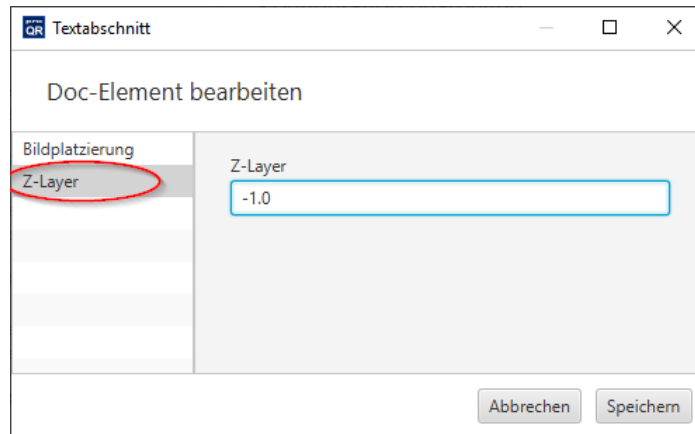 QR Textabschnitt
Doc-Element bearbeiten
Bildplatzierung
Z-Layer
Z-Layer
-1.0
Abbrechen Speichern